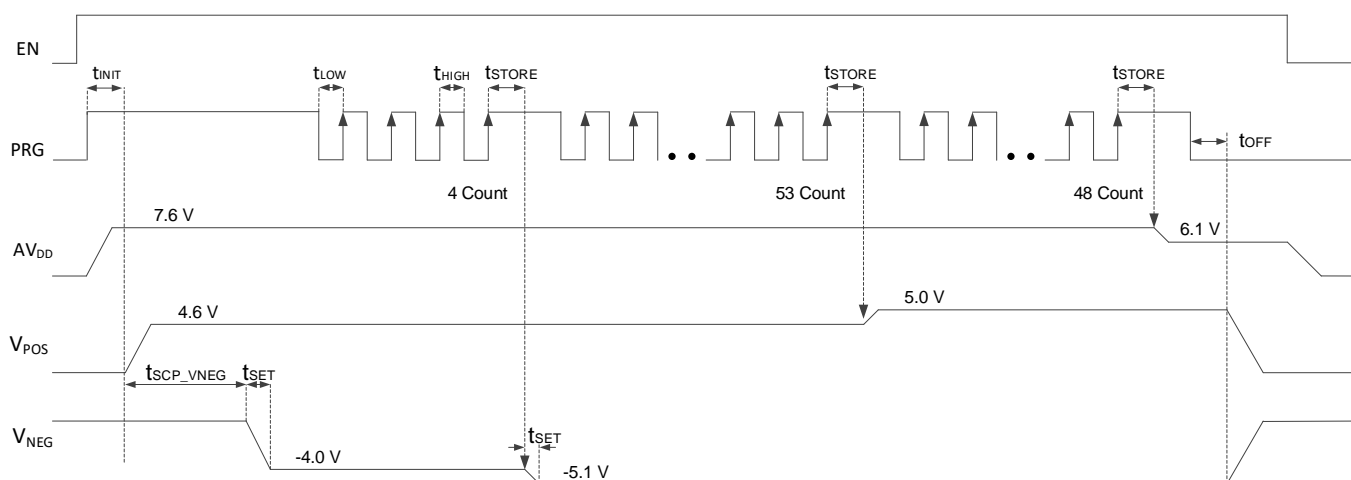 EN
tINIT
tLOW
tHIGH
tSTORE
tSTORE
tSTORE
PRG
tOFF
4 Count
53 Count
48 Count
7.6 V
6.1 V
AVDD
4.6 V
5.0 V
VPOS
tSCP_VNEG
tSET
VNEG
tSET
-4.0 V
-5.1 V